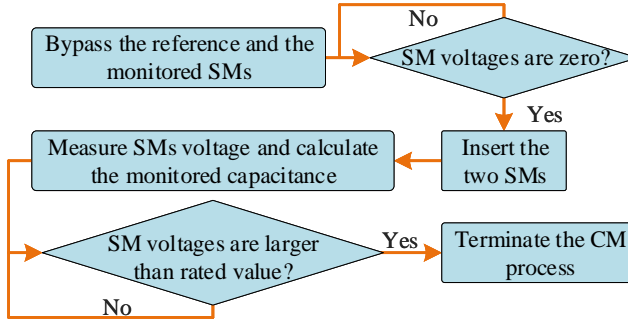 No
Bypass the reference and the
monitored SMs
SM voltages are zero?
Yes
Measure SMs voltage and calculate
the monitored capacitance
Insert the
two SMs
SM voltages are larger
than rated value?
Yes
Terminate the CM
process
No